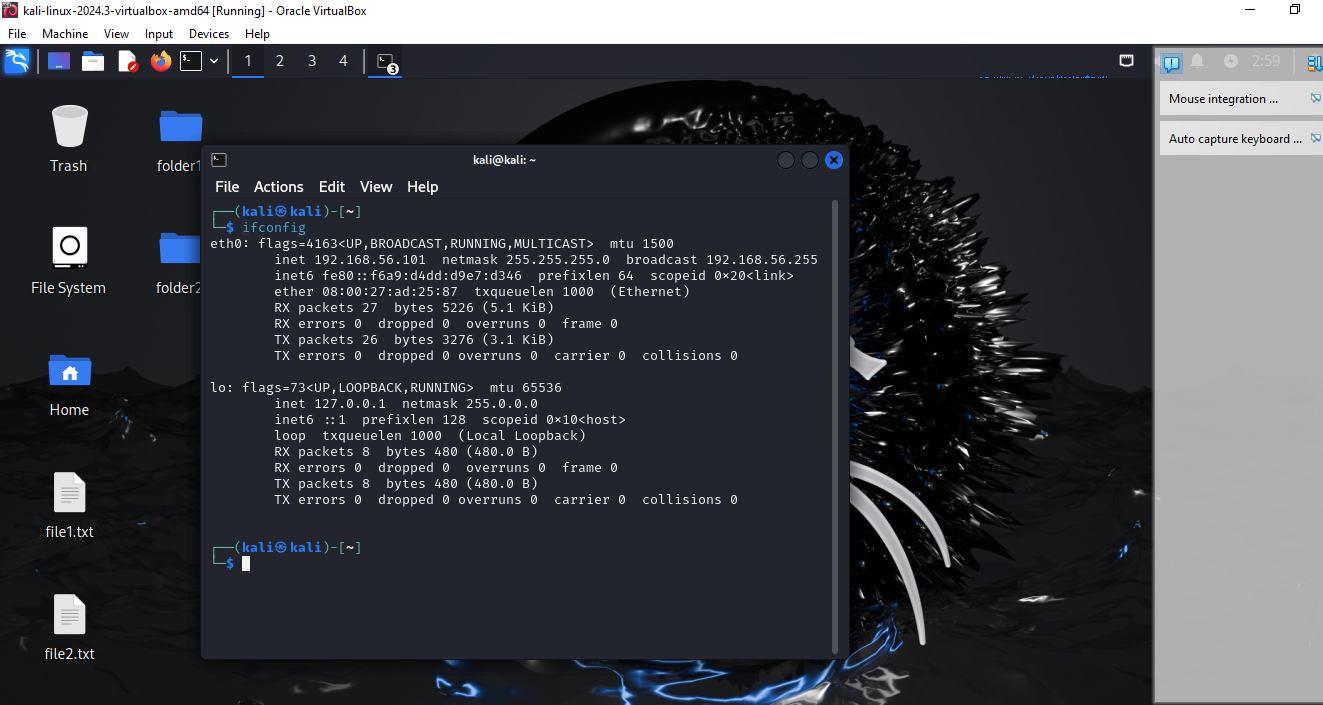 kali-linux-2024.3-virtualbox-amd64 [Running] - Oracle VirtualBox
File Machine View Input Devices Help
1 2 3 4 3
2:59
Mouse integration ...
Auto capture keyboard ...
Trash
folder1
File System
folder2
Home
file1.txt
file2.txt
kali@kali: ~
File Actions Edit View Help
┌──(kali㉿kali)-[~]
└─$ ifconfig
eth0: flags=4163<UP,BROADCAST,RUNNING,MULTICAST>  mtu 1500
        inet 192.168.56.101  netmask 255.255.255.0  broadcast 192.168.56.255
        inet6 fe80::f6a9:d4dd:d9e7:d346  prefixlen 64  scopeid 0×20<link>
        ether 08:00:27:ad:25:87  txqueuelen 1000  (Ethernet)
        RX packets 27  bytes 5226 (5.1 KiB)
        RX errors 0  dropped 0  overruns 0  frame 0
        TX packets 26  bytes 3276 (3.1 KiB)
        TX errors 0  dropped 0 overruns 0  carrier 0  collisions 0
lo: flags=73<UP,LOOPBACK,RUNNING>  mtu 65536
        inet 127.0.0.1  netmask 255.0.0.0
        inet6 ::1  prefixlen 128  scopeid 0×10<host>
        loop  txqueuelen 1000  (Local Loopback)
        RX packets 8  bytes 480 (480.0 B)
        RX errors 0  dropped 0  overruns 0  frame 0
        TX packets 8  bytes 480 (480.0 B)
        TX errors 0  dropped 0 overruns 0  carrier 0  collisions 0
┌──(kali㉿kali)-[~]
└─$